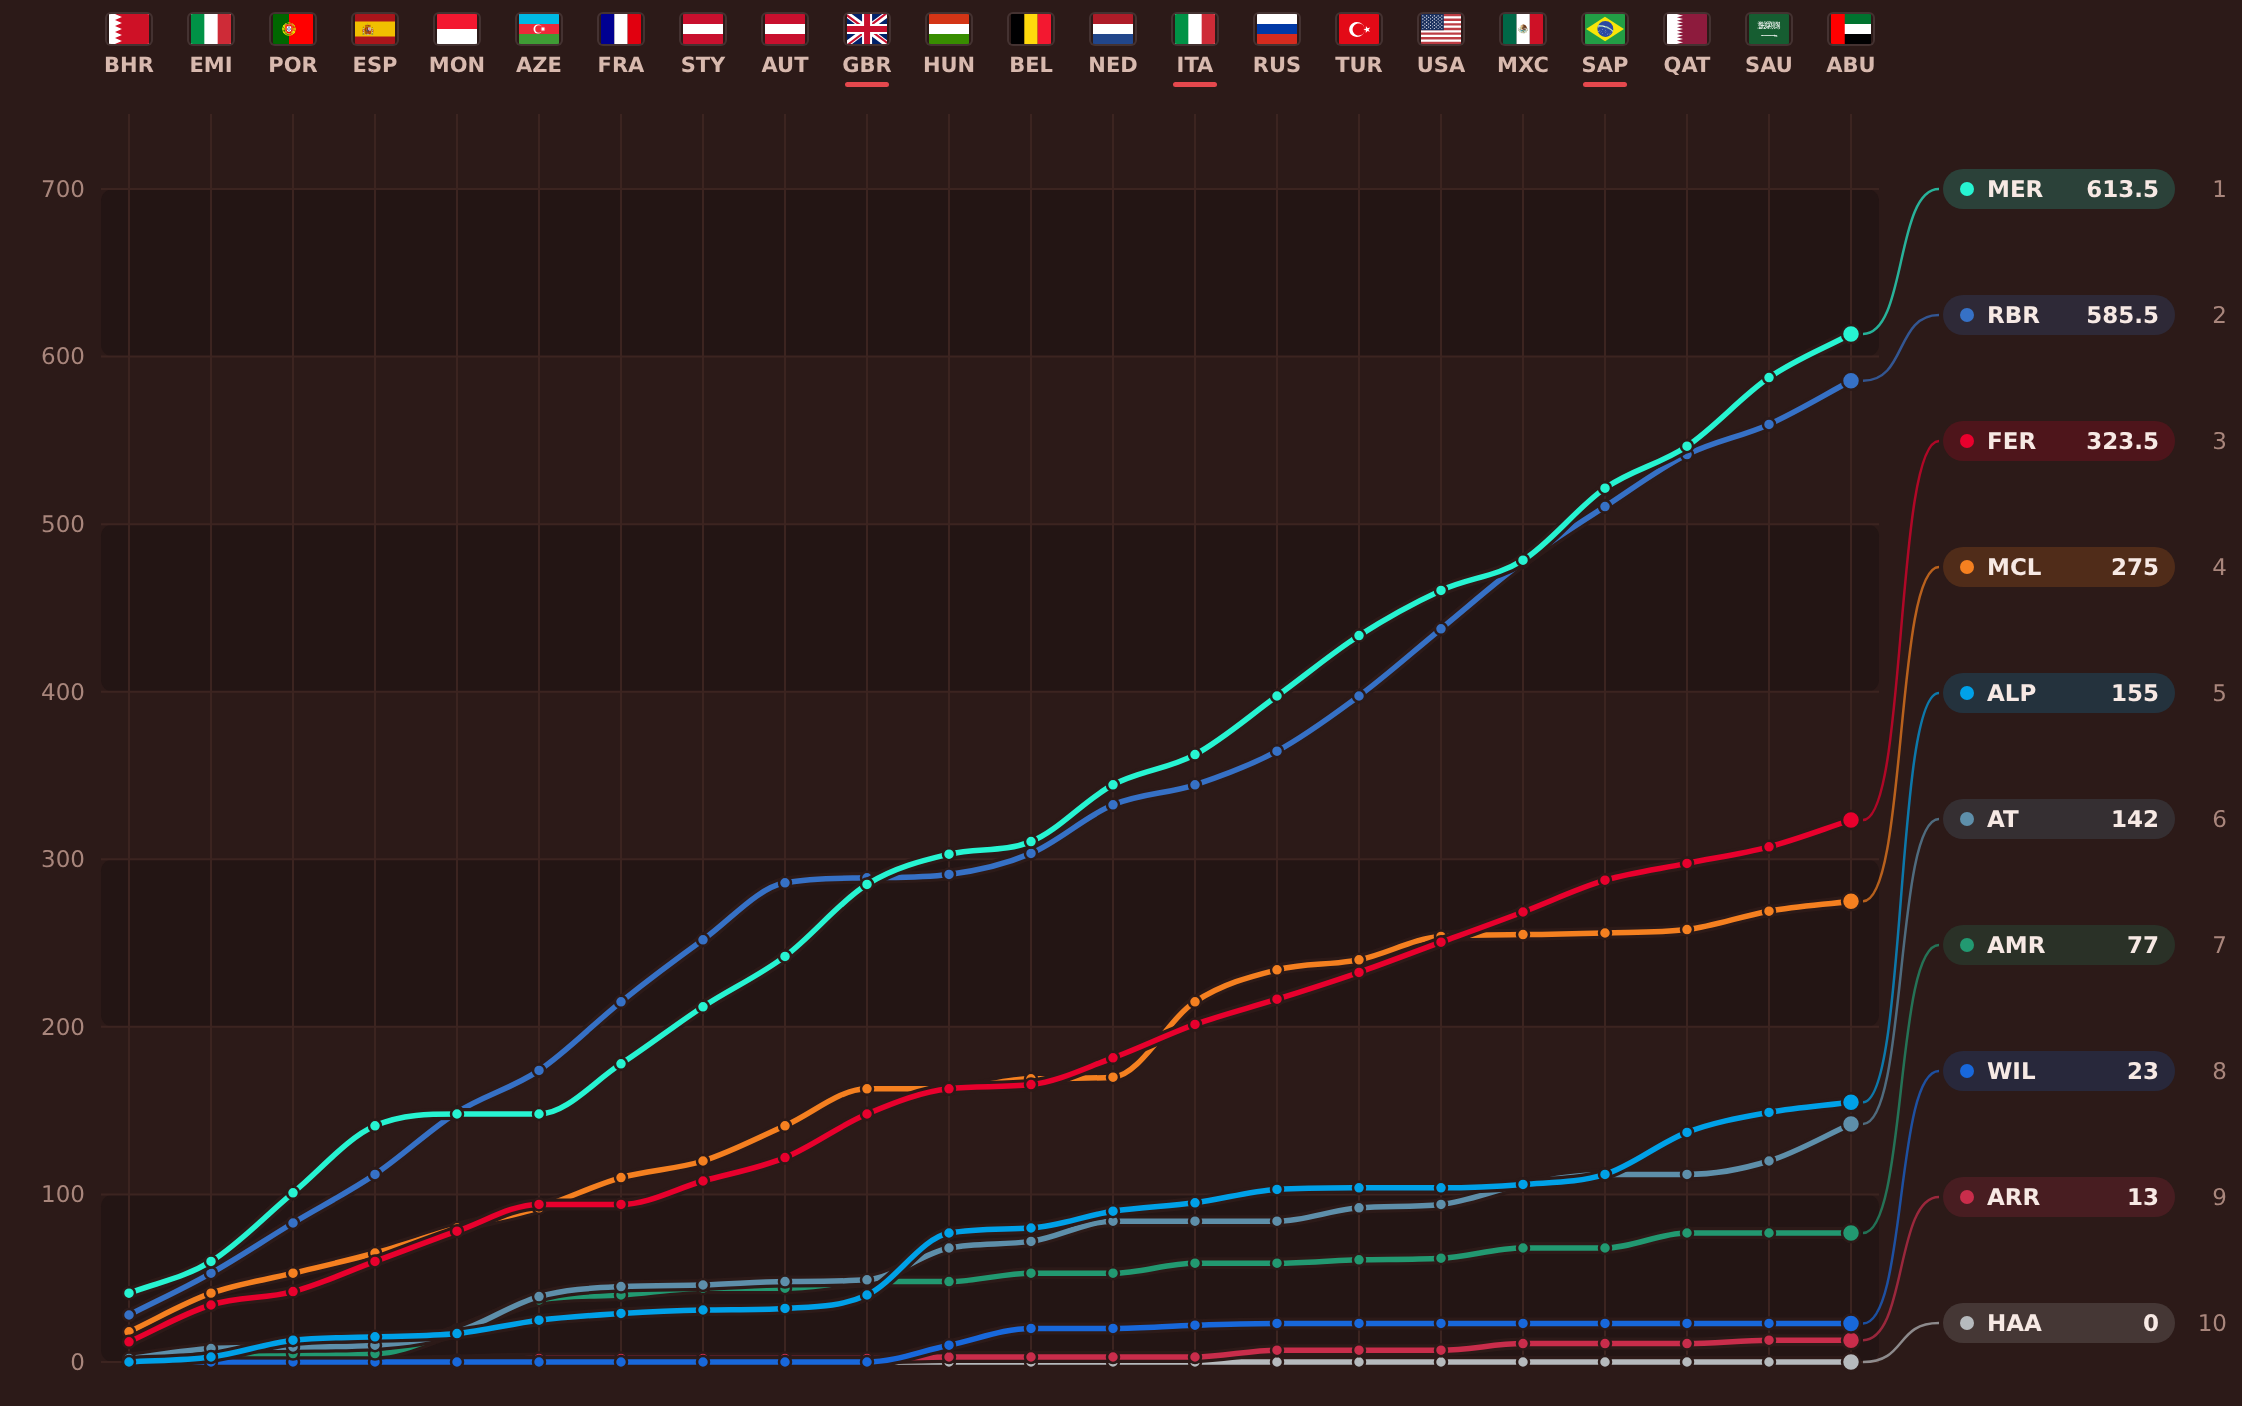 BHR EMI POR ESP MON AZE FRA STY AUT GBR HUN BEL NED ITA RUS TUR USA MXC SAP QAT SAU ABU
700
600
500
400
300
200
100
0
MER 613.5 1
RBR 585.5 2
FER 323.5 3
MCL 275 4
ALP 155 5
AT 142 6
AMR 77 7
WIL 23 8
ARR 13 9
HAA 0 10